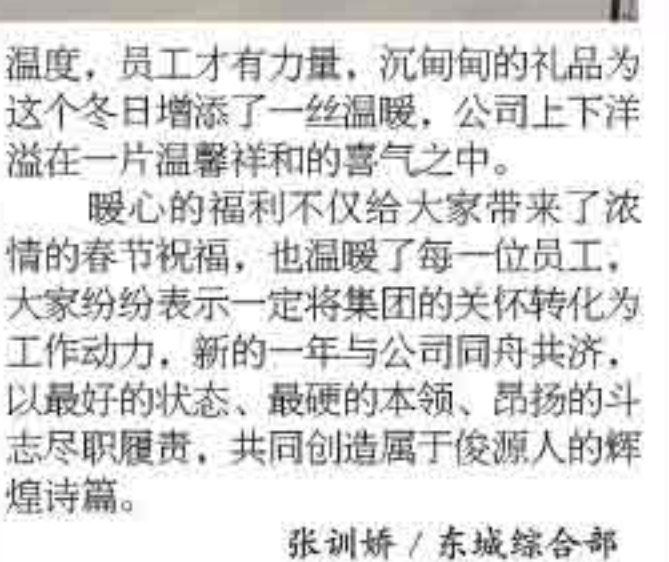 温度，员工才有力量，沉甸甸的礼品为
这个冬日增添了一丝温暖，公司上下洋
溢在一片温馨祥和的喜气之中。
暖心的福利不仅给大家带来了浓
情的春节祝福，也温暖了每一位员工，
大家纷纷表示一定将集团的关怀转化为
工作动力，新的一年与公司同舟共济，
以最好的状态、最硬的本领、昂扬的斗
志尽职履责，共同创造属于俊源人的辉
煌诗篇。
张训娇 / 东城综合部